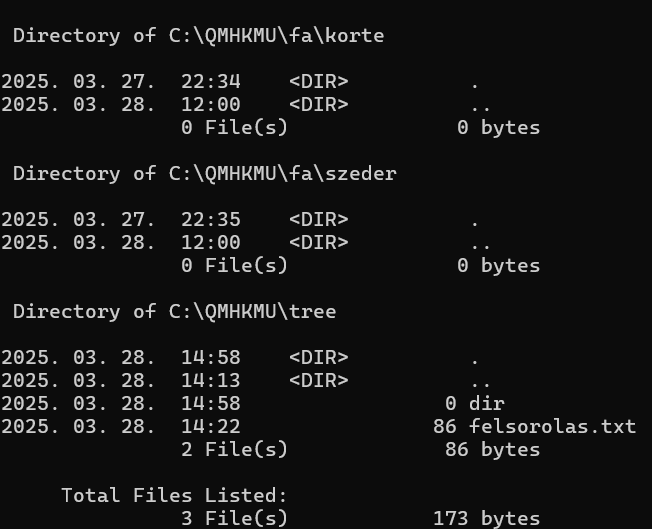 Directory of C:\QMHKMU\fa\korte
2025. 03. 27.  22:34    <DIR>          .
2025. 03. 28.  12:00    <DIR>          ..
               0 File(s)              0 bytes
Directory of C:\QMHKMU\fa\szeder
2025. 03. 27.  22:35    <DIR>          .
2025. 03. 28.  12:00    <DIR>          ..
               0 File(s)              0 bytes
Directory of C:\QMHKMU\tree
2025. 03. 28.  14:58    <DIR>          .
2025. 03. 28.  14:13    <DIR>          ..
2025. 03. 28.  14:58                 0 dir
2025. 03. 28.  14:22                86 felsorolas.txt
               2 File(s)             86 bytes
     Total Files Listed:
               3 File(s)            173 bytes